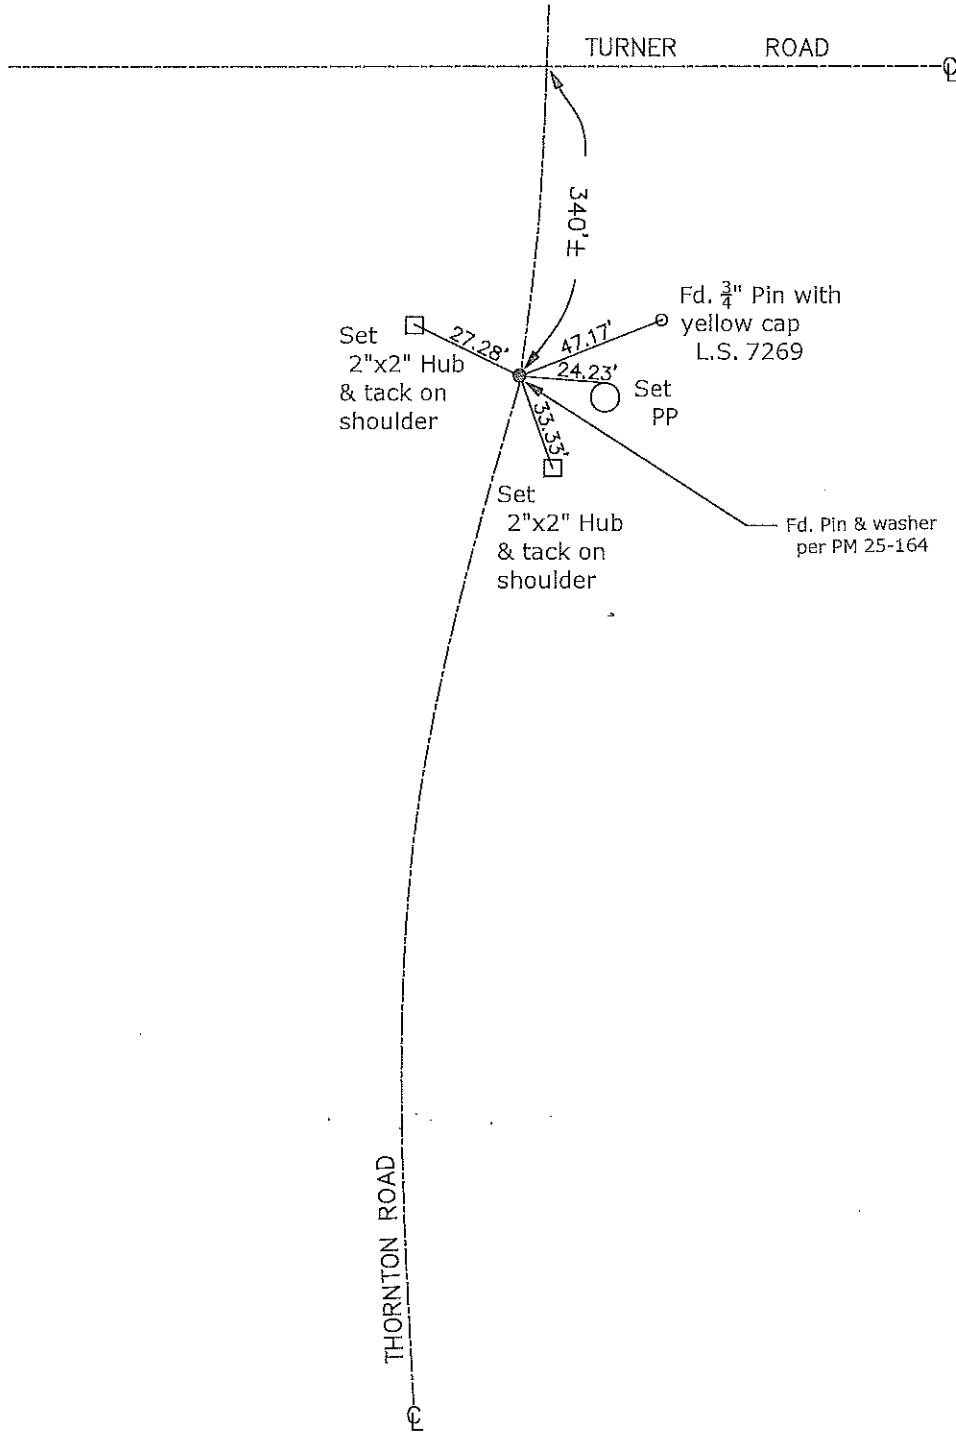 TURNER ROAD
℄
340'±
Fd. 3/4" Pin with
yellow cap
L.S. 7269
Set
2"x2" Hub
& tack on
shoulder
27.28'
47.17'
24.23'
Set
PP
33.33'
Set
2"x2" Hub
& tack on
shoulder
Fd. Pin & washer
per PM 25-164
THORNTON ROAD
℄